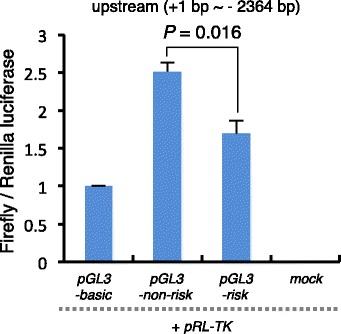 upstream (+1 bp ~ - 2364 bp)
P = 0.016
Firefly / Renilla luciferase
3
2.5
2
1.5
1
0.5
0
pGL3 pGL3 pGL3 mock
-basic -non-risk -risk
+ pRL-TK